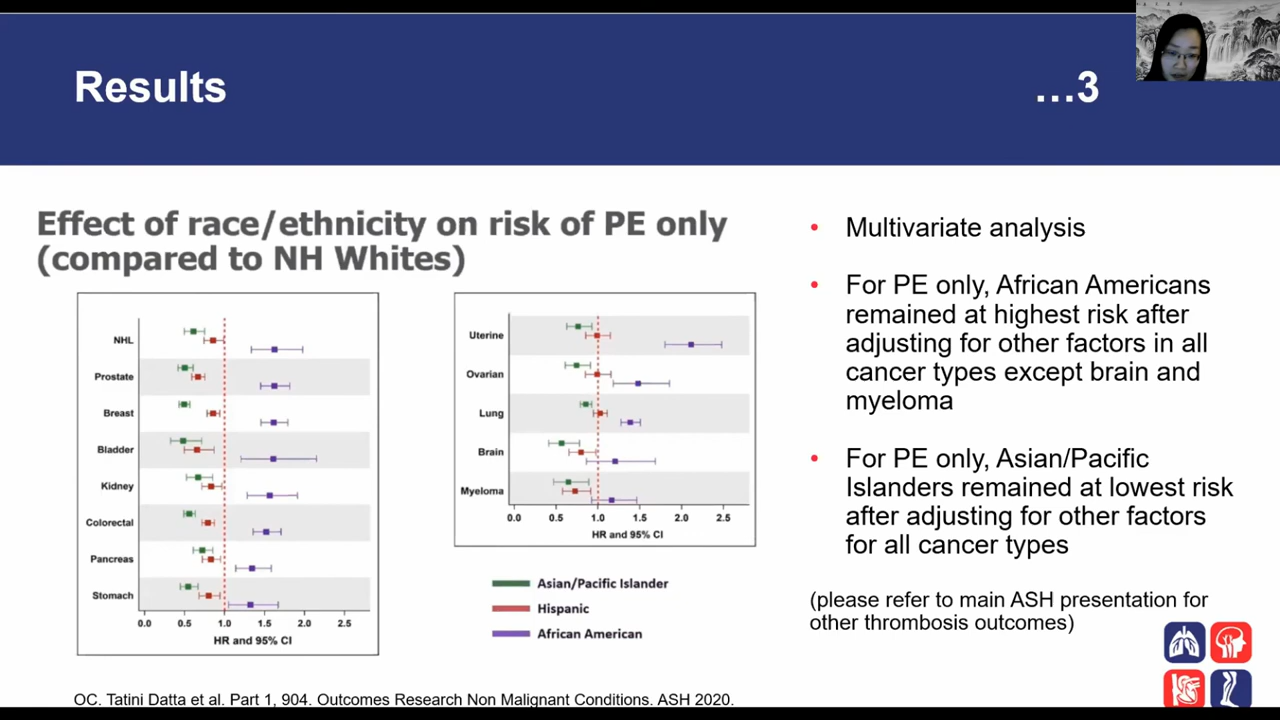 Results
...3
Effect of race/ethnicity on risk of PE only
(compared to NH Whites)
NHL
Prostate
Breast
Bladder
Kidney
Colorectal
Pancreas
Stomach
0.0 0.5 1.0 1.5 2.0 2.5
HR and 95% CI
Uterine
Ovarian
Lung
Brain
Myeloma
0.0 0.5 1.0 1.5 2.0 2.5
HR and 95% CI
Asian/Pacific Islander
Hispanic
African American
• Multivariate analysis
• For PE only, African Americans
remained at highest risk after
adjusting for other factors in all
cancer types except brain and
myeloma
• For PE only, Asian/Pacific
Islanders remained at lowest risk
after adjusting for other factors
for all cancer types
(please refer to main ASH presentation for
other thrombosis outcomes)
OC. Tatini Datta et al. Part 1, 904. Outcomes Research Non Malignant Conditions. ASH 2020.